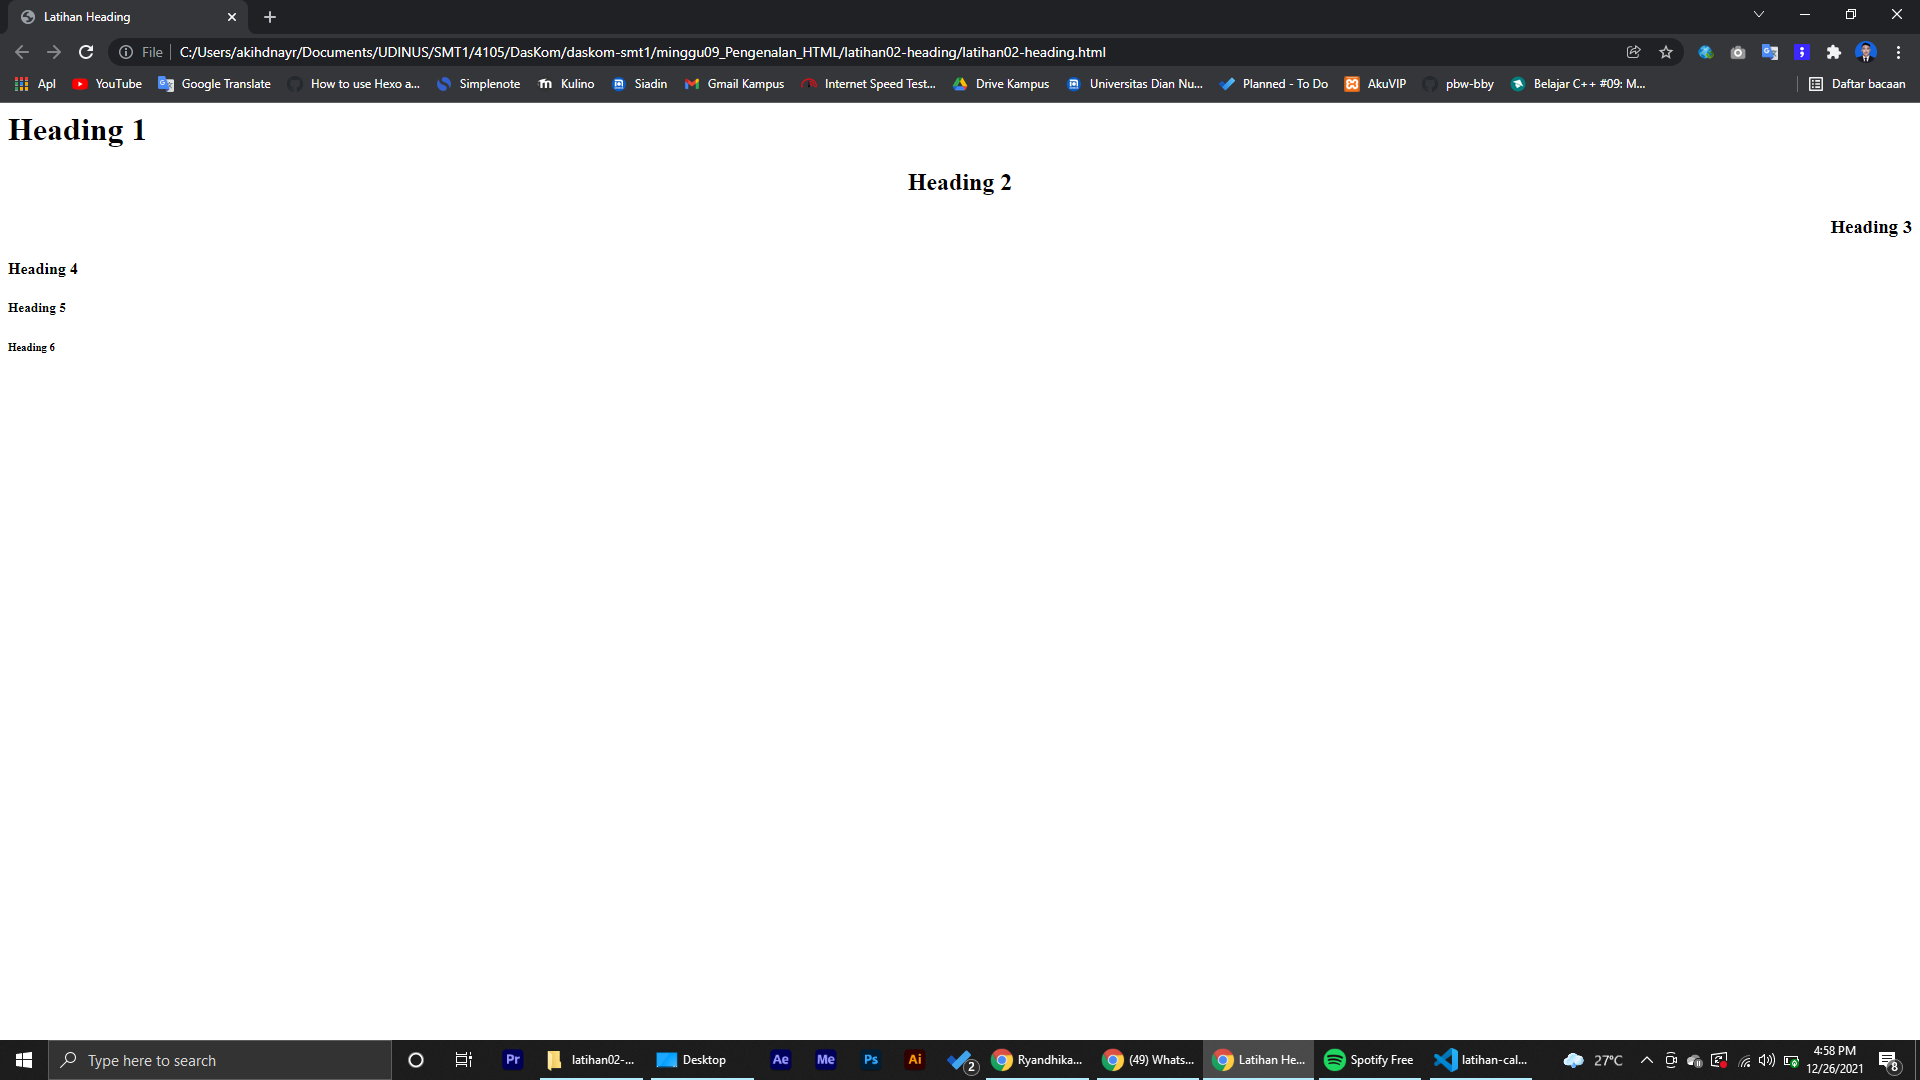 Latihan Heading
File C:/Users/akihdnayr/Documents/UDINUS/SMT1/4105/DasKom/daskom-smt1/minggu09_Pengenalan_HTML/latihan02-heading/latihan02-heading.html
Apl YouTube Google Translate How to use Hexo a... Simplenote Kulino Siadin Gmail Kampus Internet Speed Test... Drive Kampus Universitas Dian Nu... Planned - To Do AkuVIP pbw-bby Belajar C++ #09: M... Daftar bacaan
Heading 1
Heading 2
Heading 3
Heading 4
Heading 5
Heading 6
Type here to search Pr latihan02-... Desktop Ae Me Ps Ai 2 Ryandhika... (49) Whats... Latihan He... Spotify Free latihan-cal... 27°C 4:58 PM 8
12/26/2021